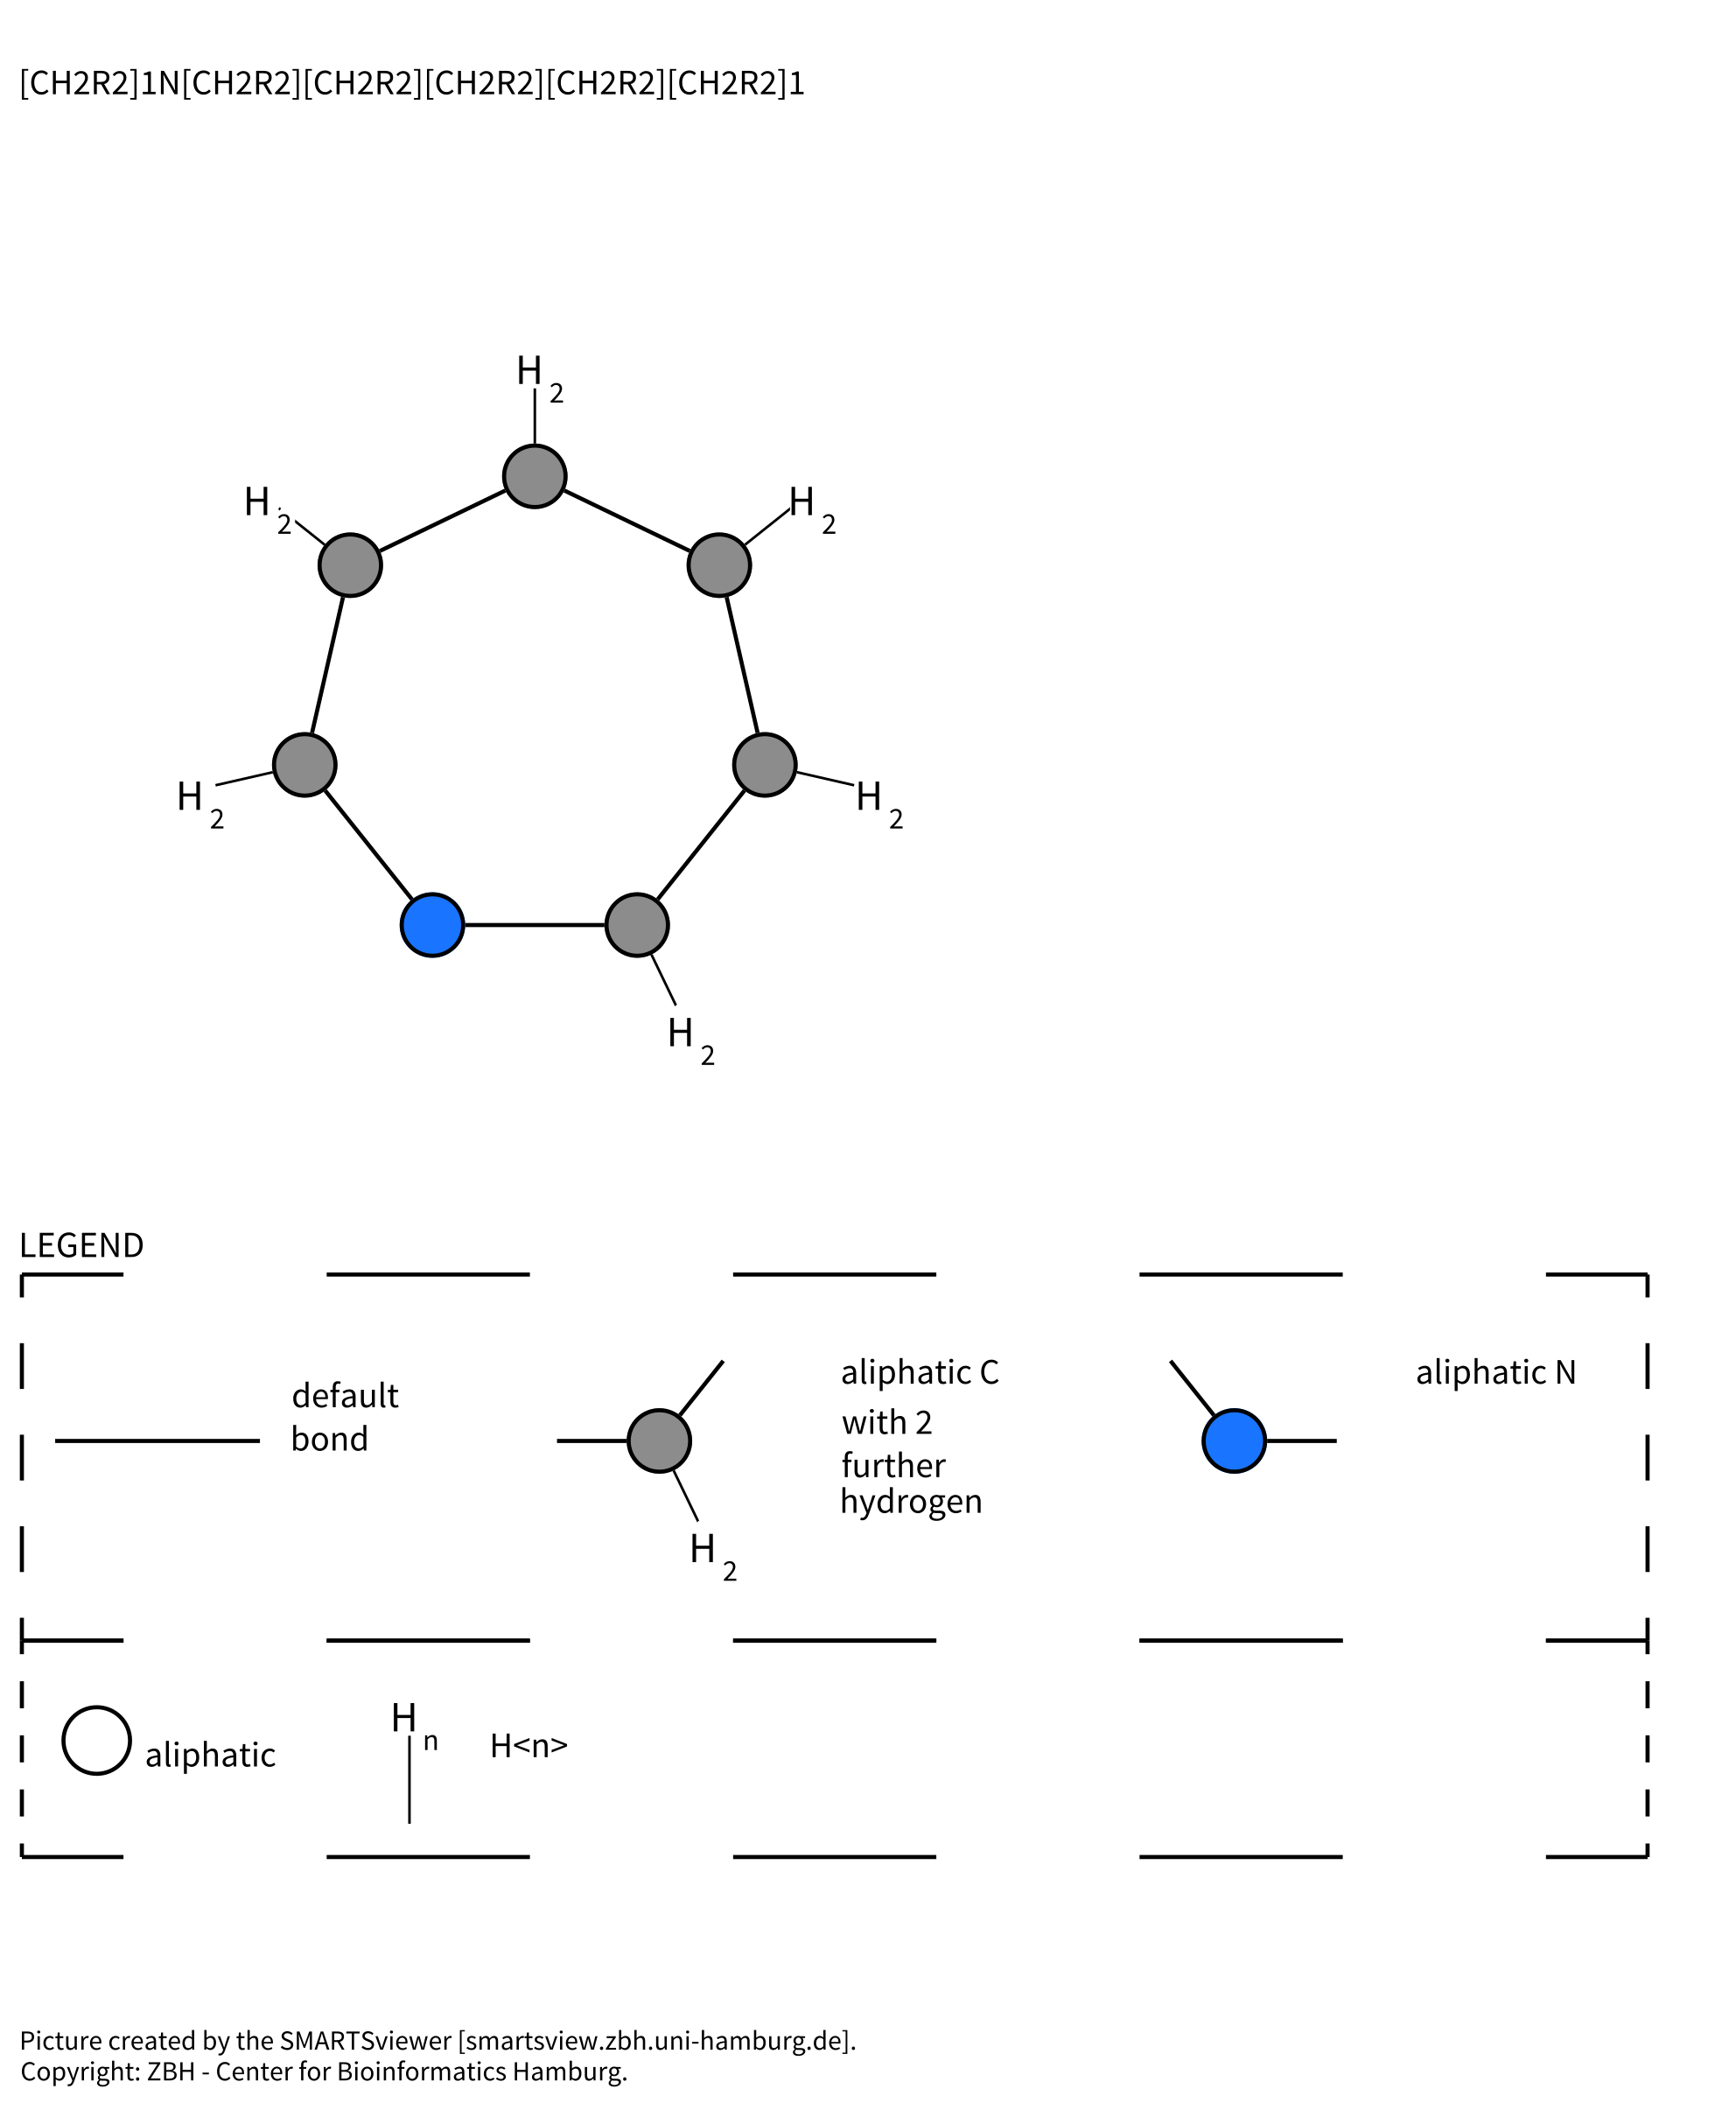 [CH2R2]1N[CH2R2][CH2R2][CH2R2][CH2R2][CH2R2]1
H 2
H 2
H 2
H 2
H 2
H 2
LEGEND
default
bond
H 2
aliphatic C
with 2
further
hydrogen
aliphatic N
aliphatic
H n
H<n>
Picture created by the SMARTSviewer [smartsview.zbh.uni-hamburg.de].
Copyright: ZBH - Center for Bioinformatics Hamburg.